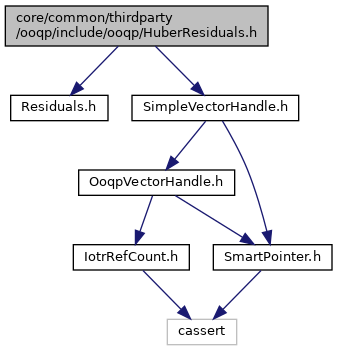 core/common/thirdparty
/ooqp/include/ooqp/HuberResiduals.h
Residuals.h
SimpleVectorHandle.h
OoqpVectorHandle.h
IotrRefCount.h
SmartPointer.h
cassert